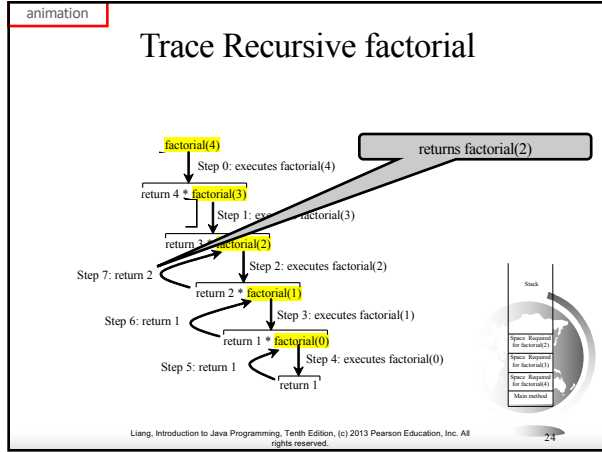 animation
Trace Recursive factorial
factorial(4)
returns factorial(2)
Step 0: executes factorial(4)
return 4 * factorial(3)
Step 1: executes factorial(3)
return 3 * factorial(2)
Step 7: return 2
Step 2: executes factorial(2)
return 2 * factorial(1)
Step 6: return 1
Step 3: executes factorial(1)
return 1 * factorial(0)
Step 5: return 1
Step 4: executes factorial(0)
return 1
Stack
Space Required
for factorial(2)
Space Required
for factorial(3)
Space Required
for factorial(4)
Main method
Liang, Introduction to Java Programming, Tenth Edition, (c) 2013 Pearson Education, Inc. All
rights reserved.
24